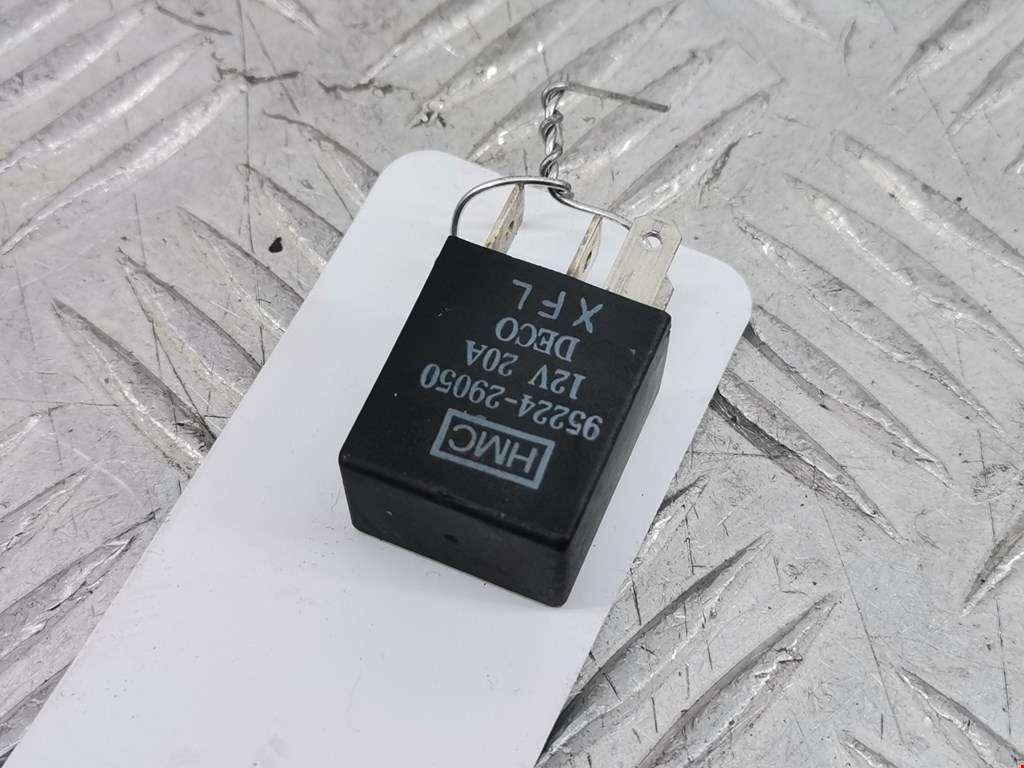 HMC
95224-29050
12V 20A
DECO
X F L